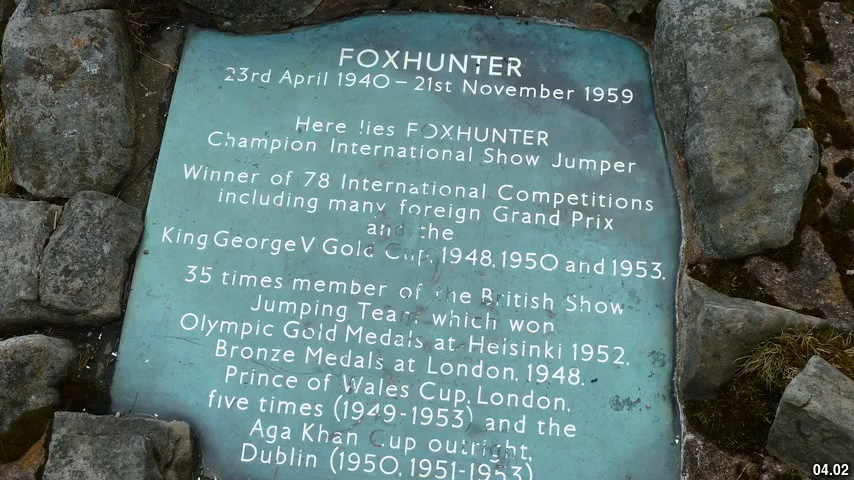 FOXHUNTER
23rd April 1940 – 21st November 1959
Here lies FOXHUNTER
Champion International Show Jumper
Winner of 78 International Competitions
including many foreign Grand Prix
and the
King George V Gold Cup, 1948, 1950 and 1953.
35 times member of the British Show
Jumping Team which won
Olympic Gold Medals at Helsinki 1952.
Bronze Medals at London, 1948.
Prince of Wales Cup, London,
five times (1949-1953) and the
Aga Khan Cup outright,
Dublin (1950, 1951-1953)
04.02